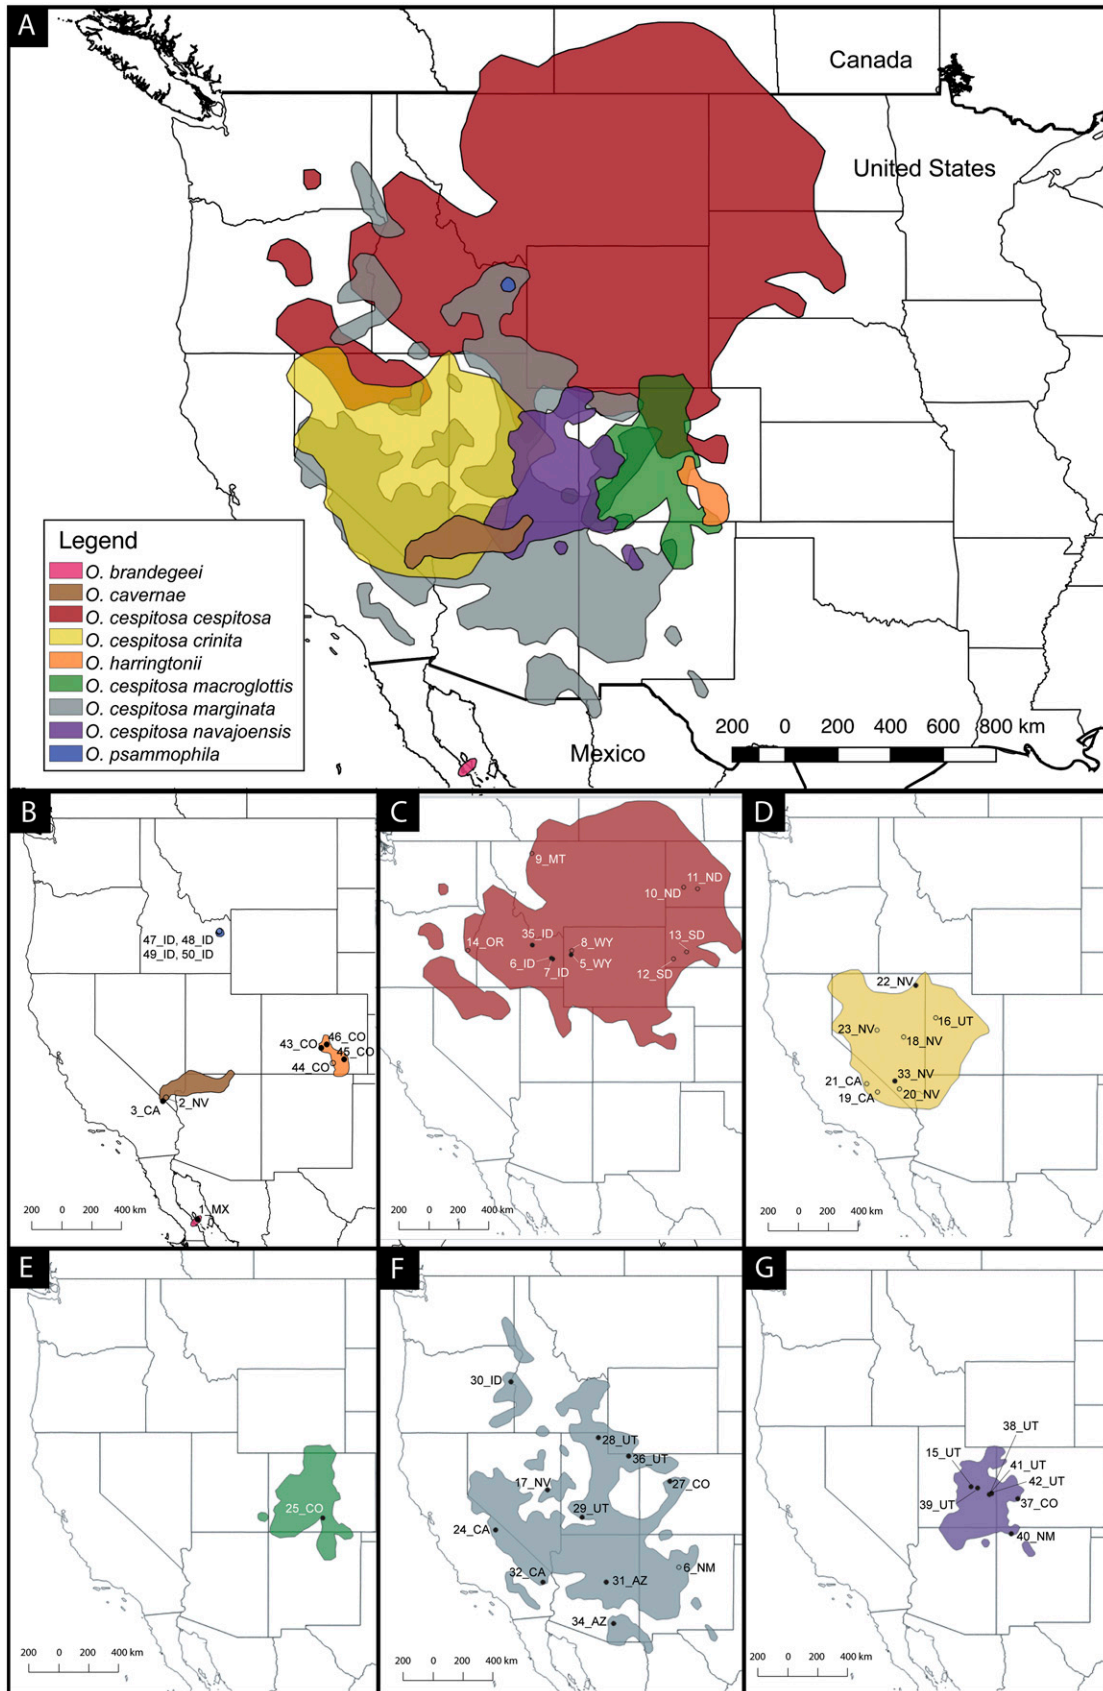 A
Canada
United States
Legend
O. brandegeei
O. cavernae
O. cespitosa cespitosa
O. cespitosa crinita
O. harringtonii
O. cespitosa macroglottis
O. cespitosa marginata
O. cespitosa navajoensis
O. psammophila
Mexico
200 0 200 400 600 800 km
B
47_ID, 48_ID
49_ID, 50_ID
43_CO
46_CO
45_CO
44_CO
3_CA
2_NV
1_MX
200 0 200 400 km
C
9_MT
11_ND
10_ND
14_OR
35_ID
8_WY
13_SD
6_ID
5_WY
7_ID
12_SD
200 0 200 400 km
D
22_NV
16_UT
23_NV
18_NV
33_NV
21_CA
20_NV
19_CA
200 0 200 400 km
E
25_CO
200 0 200 400 km
F
30_ID
28_UT
36_UT
17_NV
27_CO
29_UT
24_CA
6_NM
32_CA
31_AZ
34_AZ
200 0 200 400 km
G
38_UT
15_UT
41_UT
42_UT
39_UT
37_CO
40_NM
200 0 200 400 km